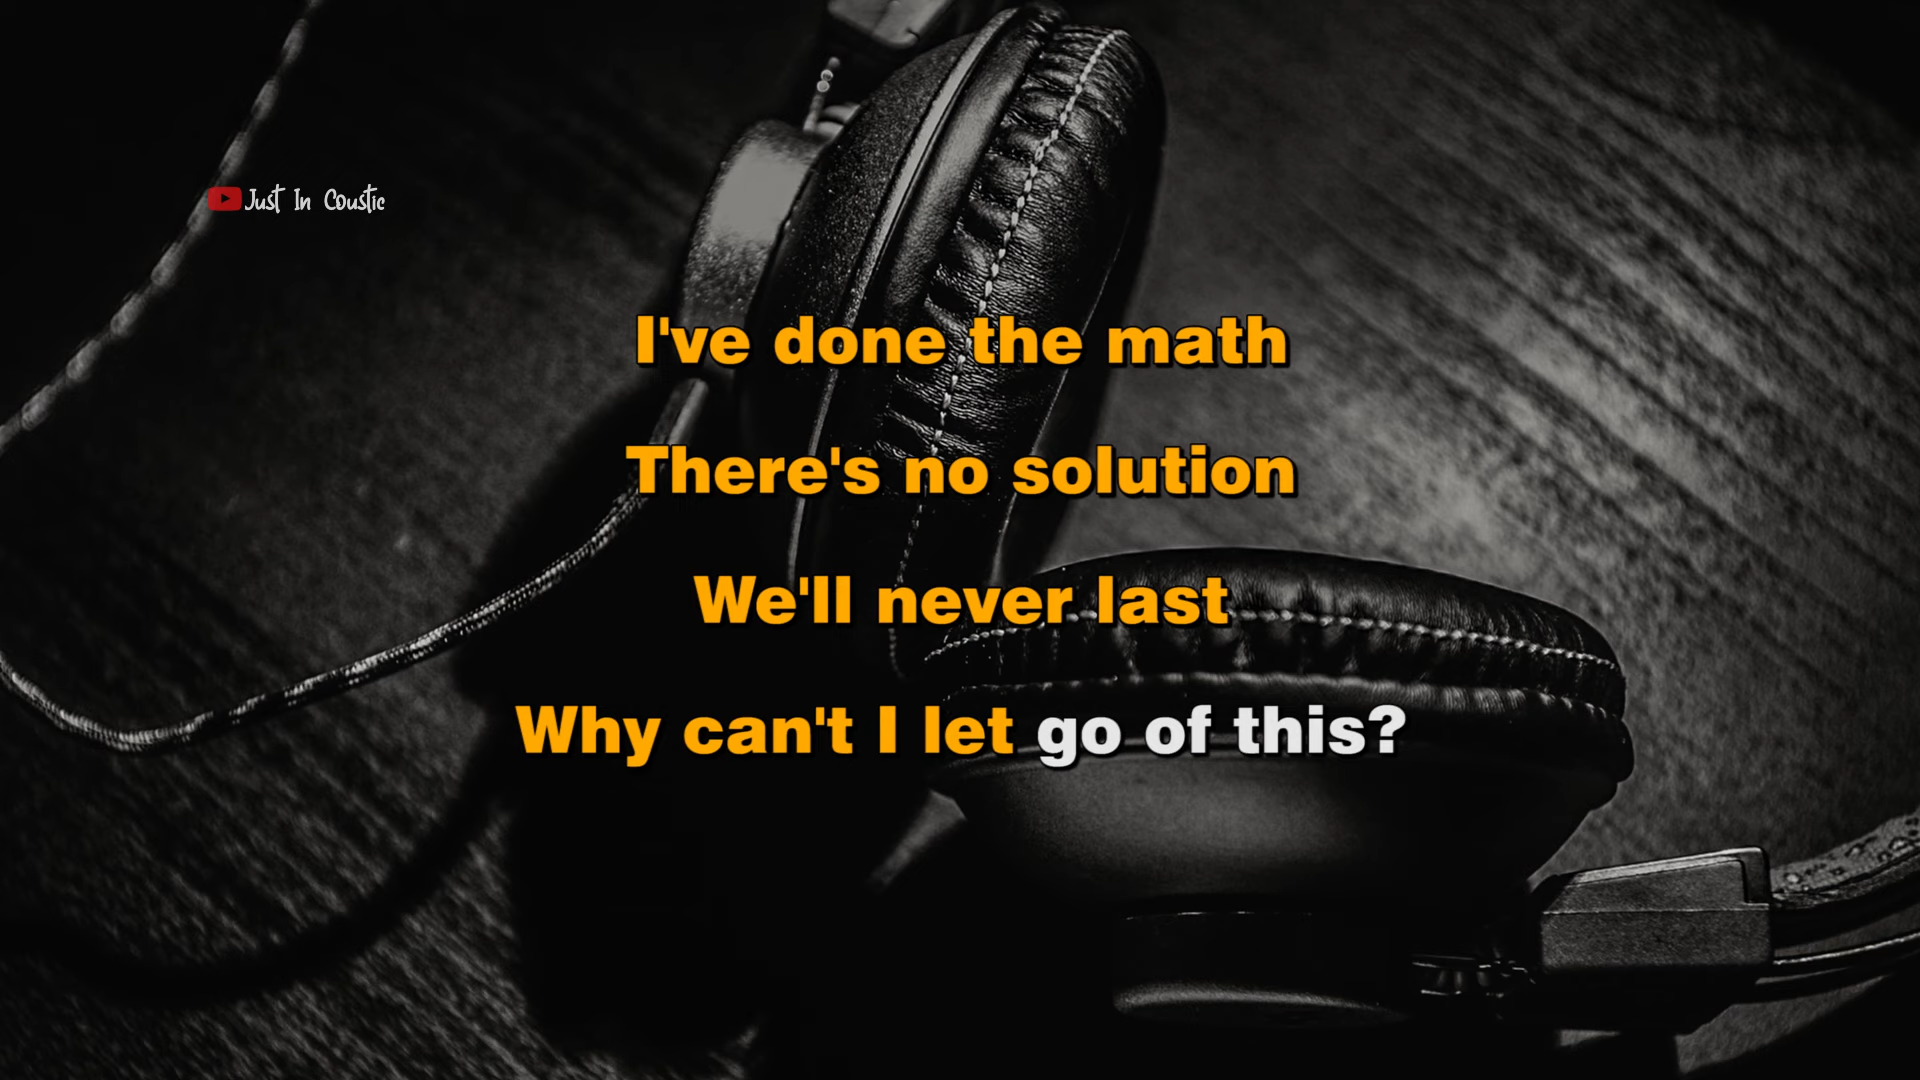 Just In Coustic
I've done the math
There's no solution
We'll never last
Why can't I let go of this?